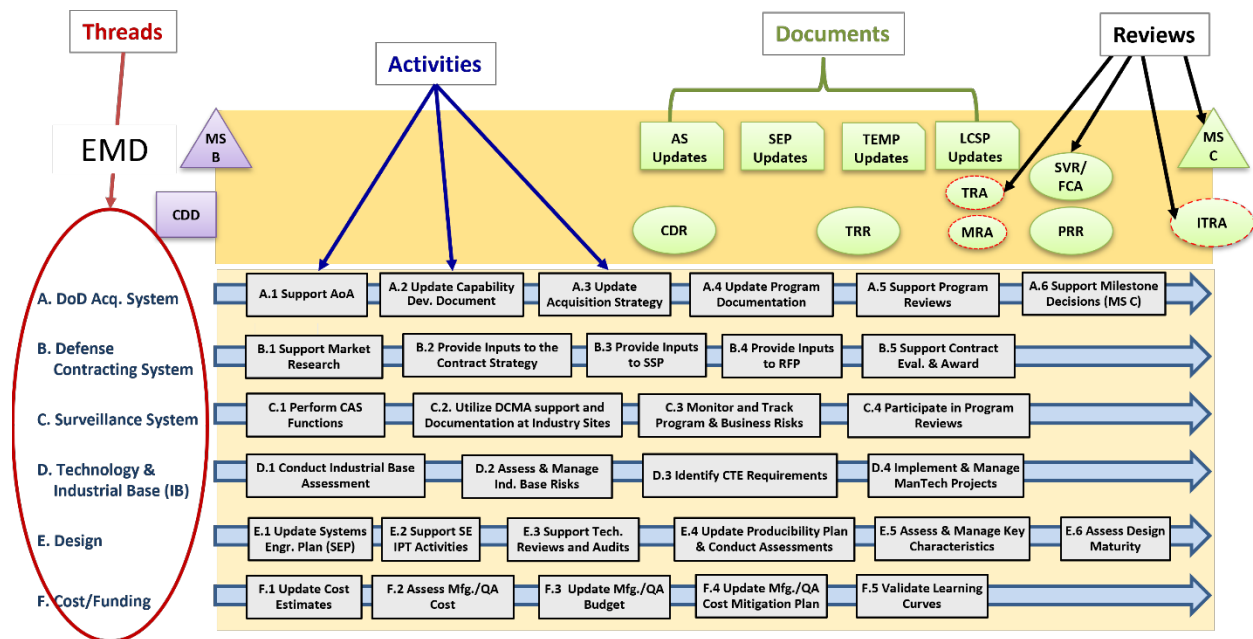 Threads
Activities
Documents
Reviews
EMD
MS
B
CDD
AS
Updates
SEP
Updates
TEMP
Updates
LCSP
Updates
TRA
SVR/
FCA
MS
C
CDR
TRR
MRA
PRR
ITRA
A. DoD Acq. System
A.1 Support AoA
A.2 Update Capability
Dev. Document
A.3 Update
Acquisition Strategy
A.4 Update Program
Documentation
A.5 Support Program
Reviews
A.6 Support Milestone
Decisions (MS C)
B. Defense
Contracting System
B.1 Support Market
Research
B.2 Provide Inputs to the
Contract Strategy
B.3 Provide Inputs
to SSP
B.4 Provide Inputs
to RFP
B.5 Support Contract
Eval. & Award
C. Surveillance System
C.1 Perform CAS
Functions
C.2. Utilize DCMA support and
Documentation at Industry Sites
C.3 Monitor and Track
Program & Business Risks
C.4 Participate in Program
Reviews
D. Technology &
Industrial Base (IB)
D.1 Conduct Industrial Base
Assessment
D.2 Assess & Manage
Ind. Base Risks
D.3 Identify CTE Requirements
D.4 Implement & Manage
ManTech Projects
E. Design
E.1 Update Systems
Engr. Plan (SEP)
E.2 Support SE
IPT Activities
E.3 Support Tech.
Reviews and Audits
E.4 Update Producibility Plan
& Conduct Assessments
E.5 Assess & Manage Key
Characteristics
E.6 Assess Design
Maturity
F. Cost/Funding
F.1 Update Cost
Estimates
F.2 Assess Mfg./QA
Cost
F.3 Update Mfg./QA
Budget
F.4 Update Mfg./QA
Cost Mitigation Plan
F.5 Validate Learning
Curves